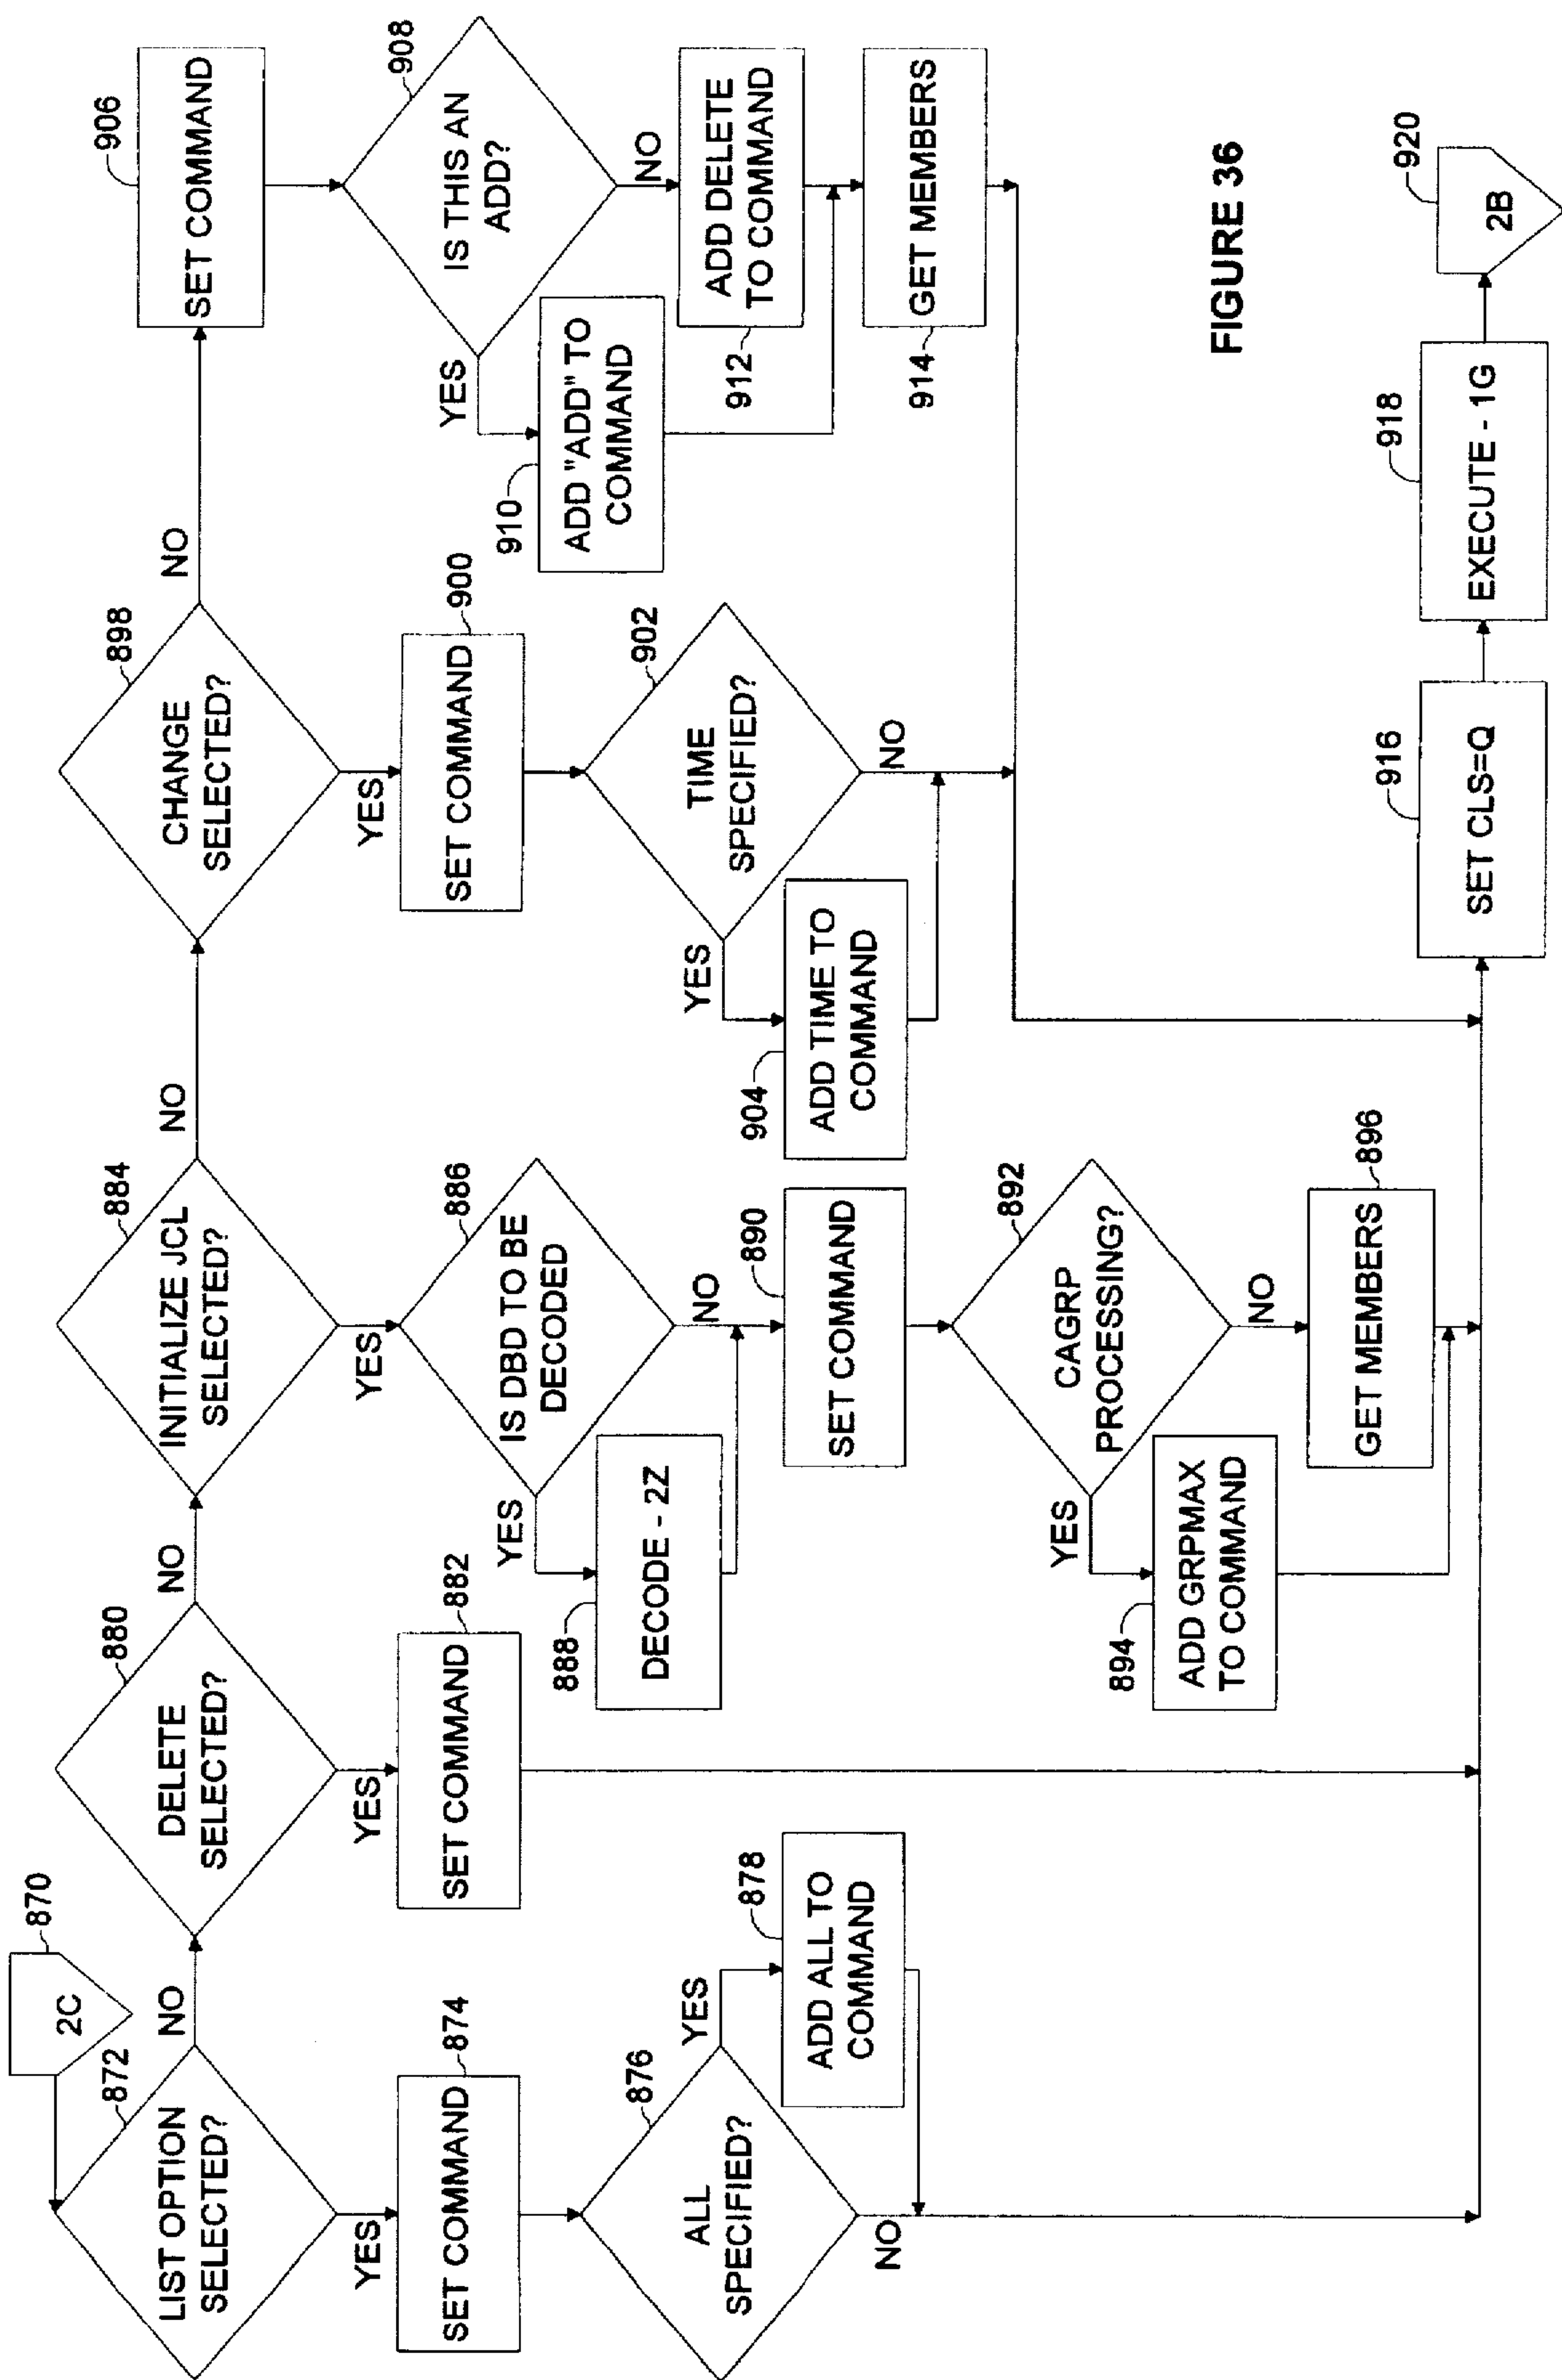 2C
870
LIST OPTION
SELECTED?
872
NO
YES
SET COMMAND
874
ALL
SPECIFIED?
876
YES
NO
ADD ALL TO
COMMAND
878
DELETE
SELECTED?
880
NO
YES
SET COMMAND
882
INITIALIZE JCL
SELECTED?
884
NO
YES
IS DBD TO BE
DECODED
886
YES
NO
DECODE - 2Z
888
SET COMMAND
890
CAGRP
PROCESSING?
892
YES
NO
ADD GRPMAX
TO COMMAND
894
GET MEMBERS
896
CHANGE
SELECTED?
898
NO
YES
SET COMMAND
900
TIME
SPECIFIED?
902
YES
NO
ADD TIME TO
COMMAND
904
SET COMMAND
906
IS THIS AN
ADD?
908
YES
NO
ADD "ADD" TO
COMMAND
910
ADD DELETE
TO COMMAND
912
GET MEMBERS
914
SET CLS=Q
916
EXECUTE - 1G
918
2B
920
FIGURE 36